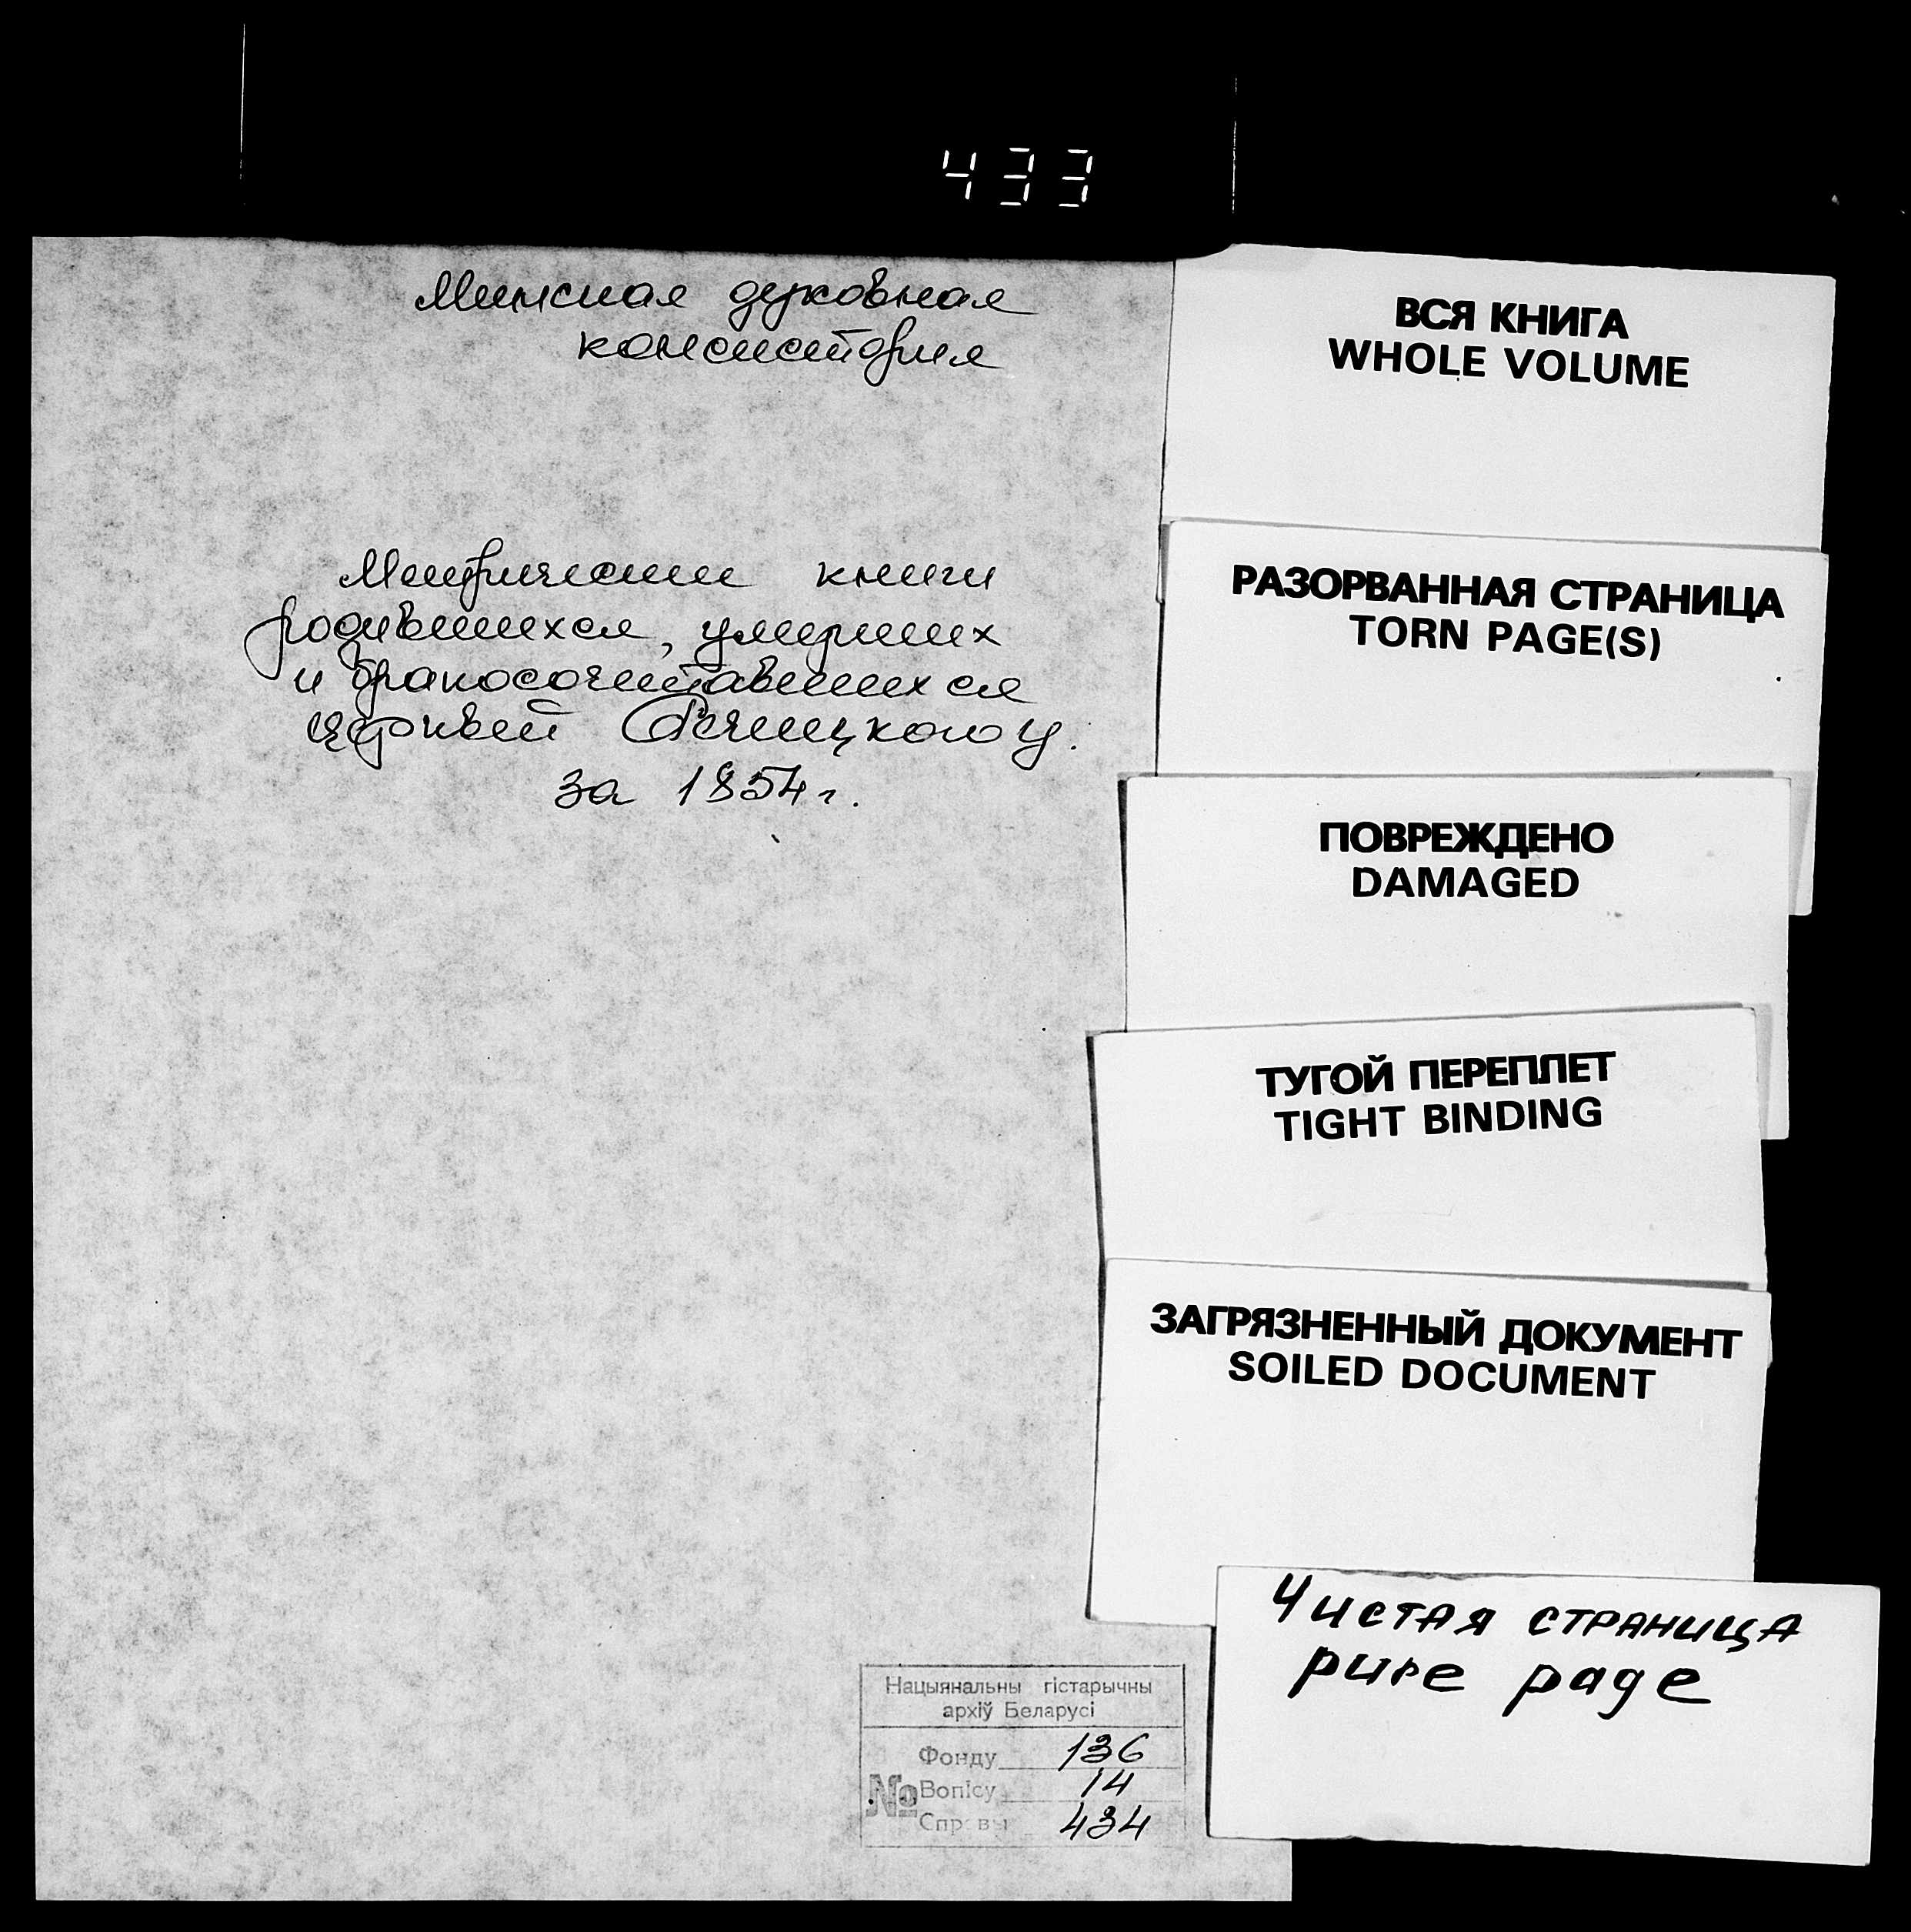 433
Минская духовная
консистория
Метрические книги
родившихся, умерших
и бракосочитавшихся
церквей Речицкого у.
за 1854 г.
Нацыянальны гістарычны
архіў Беларусі
Фонду 136
№ Вопісу 14
Справы 434
ВСЯ КНИГА
WHOLE VOLUME
РАЗОРВАННАЯ СТРАНИЦА
TORN PAGE(S)
ПОВРЕЖДЕНО
DAMAGED
ТУГОЙ ПЕРЕПЛЕТ
TIGHT BINDING
ЗАГРЯЗНЕННЫЙ ДОКУМЕНТ
SOILED DOCUMENT
Чистая страница
pure page